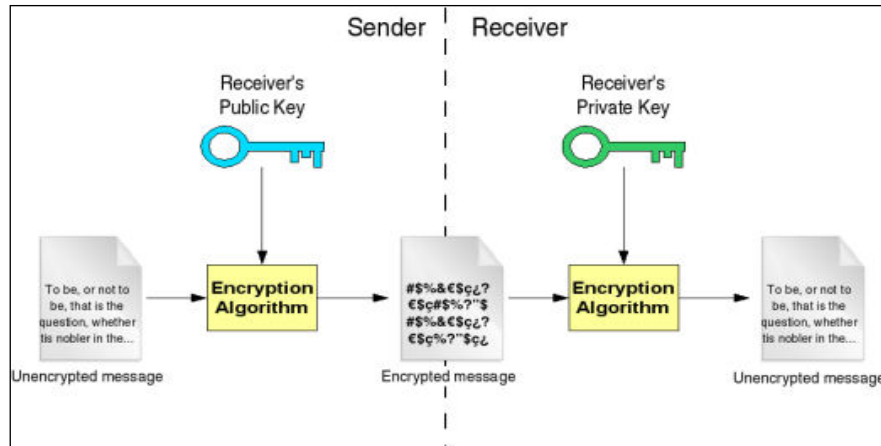 Sender
Receiver
Receiver's
Public Key
Receiver's
Private Key
To be, or not to
be, that is the
question, whether
tis nobler in the...
Encryption
Algorithm
#$%&€$ç¿?
€$ç#$%?"$
#$%&€$ç¿?
€$ç%?"$ç¿
Encryption
Algorithm
To be, or not to
be, that is the
question, whether
tis nobler in the...
Unencrypted message
Encrypted message
Unencrypted message